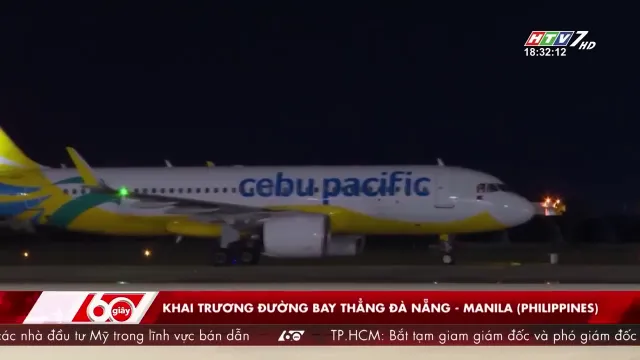 HTV7 HD
18:32:12
cebu pacific
60 giây
KHAI TRƯƠNG ĐƯỜNG BAY THẲNG ĐÀ NẴNG - MANILA (PHILIPPINES)
các nhà đầu tư Mỹ trong lĩnh vực bán dẫn 60 TP.HCM: Bắt tạm giam giám đốc và phó giám đốc